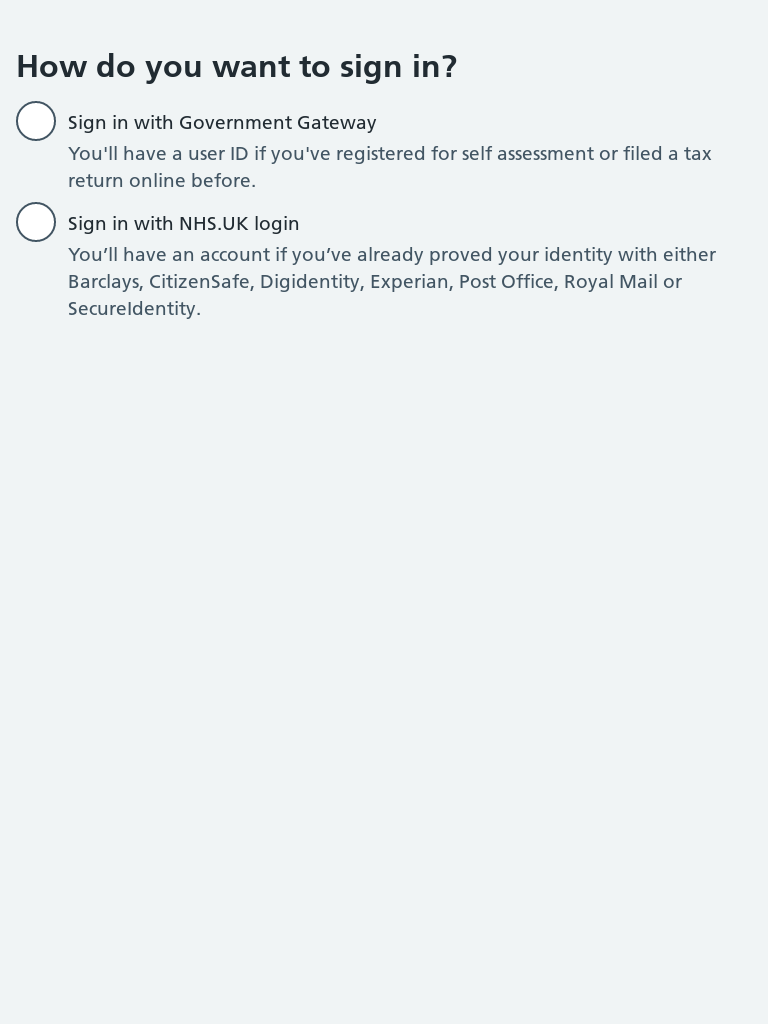 How do you want to sign in?
Sign in with Government Gateway
You'll have a user ID if you've registered for self assessment or filed a tax
return online before.
Sign in with NHS.UK login
You’ll have an account if you’ve already proved your identity with either
Barclays, CitizenSafe, Digidentity, Experian, Post Office, Royal Mail or
SecureIdentity.